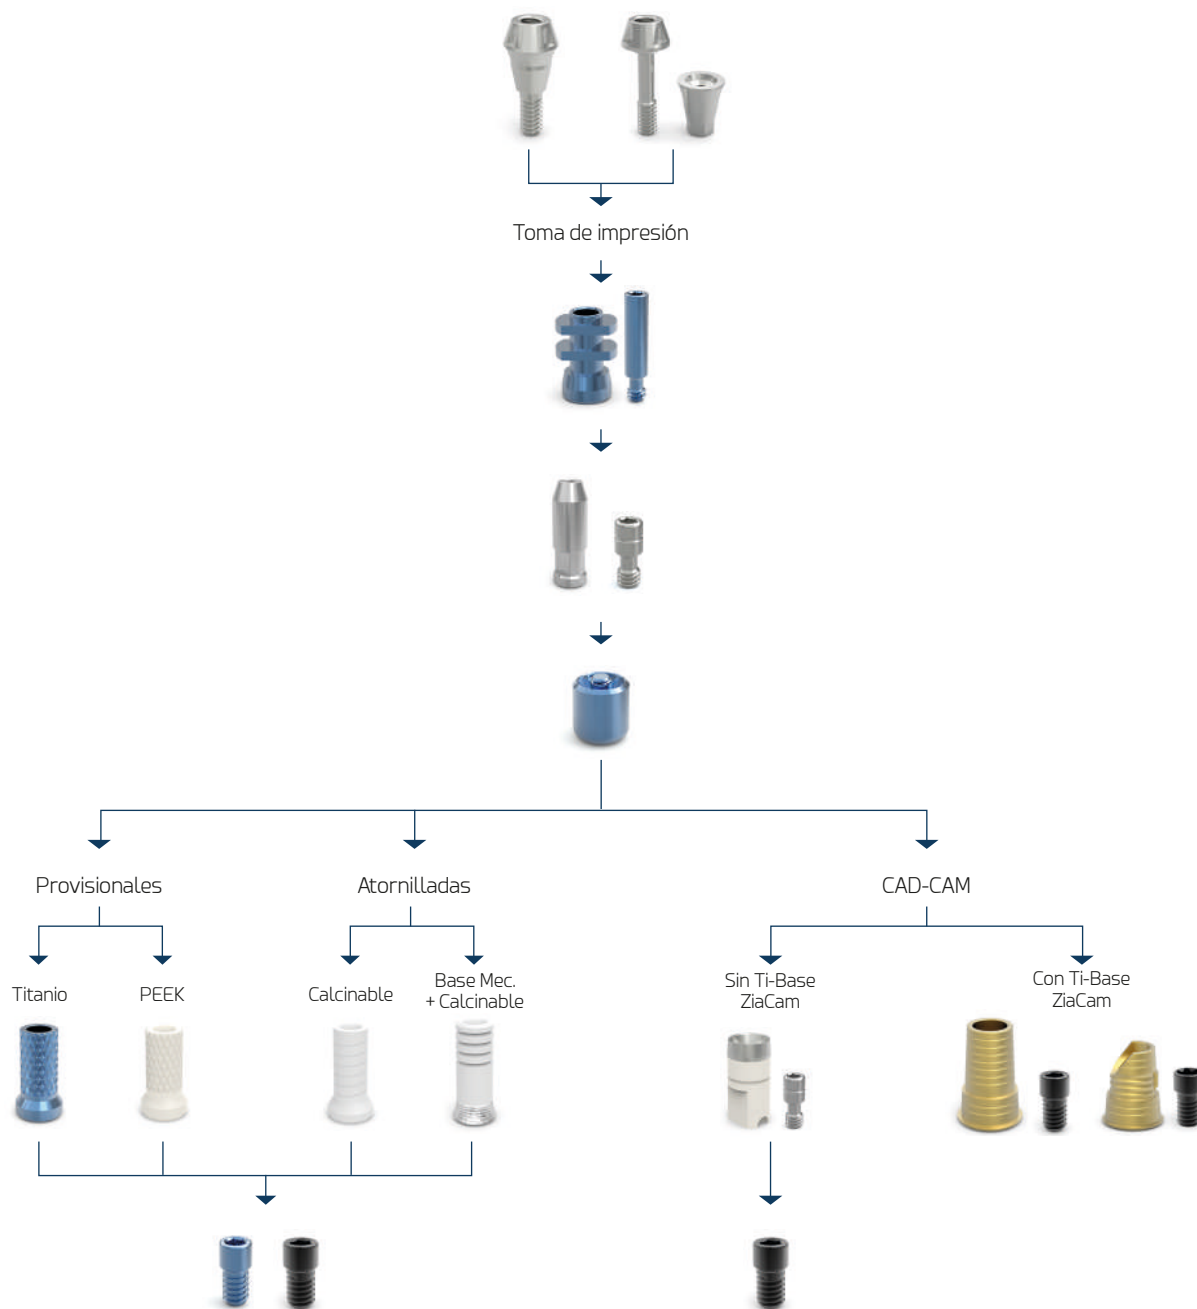 Toma de impresión
Provisionales
Atornilladas
CAD-CAM
Titanio
PEEK
Calcinable
Base Mec.
+ Calcinable
Sin Ti-Base
ZiaCam
Con Ti-Base
ZiaCam